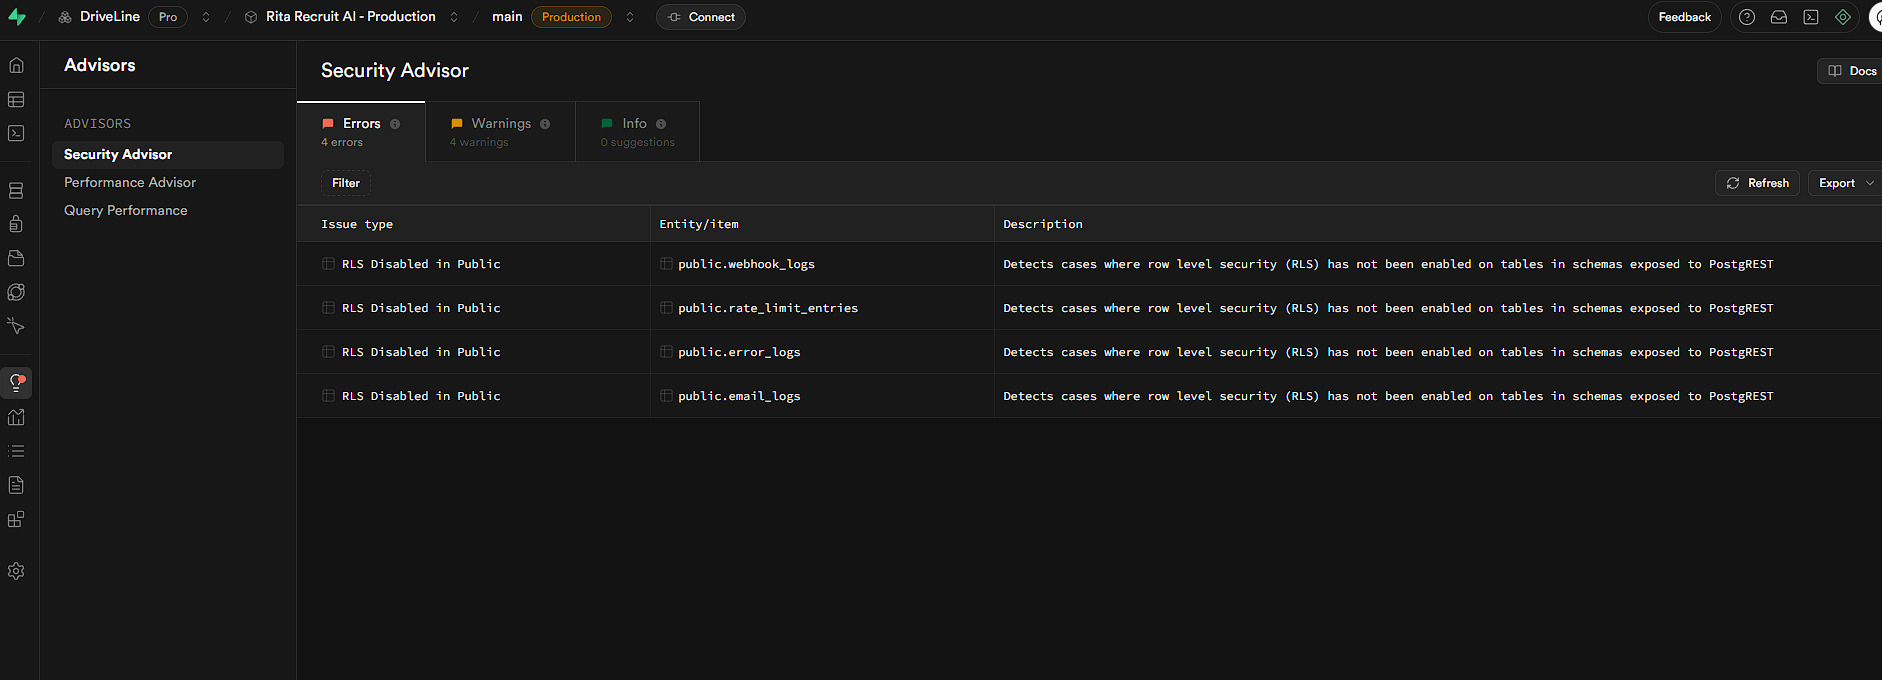 DriveLine Pro / Rita Recruit AI - Production / main Production Connect Feedback
Advisors
Security Advisor
Docs
ADVISORS
Security Advisor
Performance Advisor
Query Performance
Errors Warnings Info
4 errors 4 warnings 0 suggestions
Filter Refresh Export
Issue type Entity/item Description
RLS Disabled in Public public.webhook_logs Detects cases where row level security (RLS) has not been enabled on tables in schemas exposed to PostgREST
RLS Disabled in Public public.rate_limit_entries Detects cases where row level security (RLS) has not been enabled on tables in schemas exposed to PostgREST
RLS Disabled in Public public.error_logs Detects cases where row level security (RLS) has not been enabled on tables in schemas exposed to PostgREST
RLS Disabled in Public public.email_logs Detects cases where row level security (RLS) has not been enabled on tables in schemas exposed to PostgREST